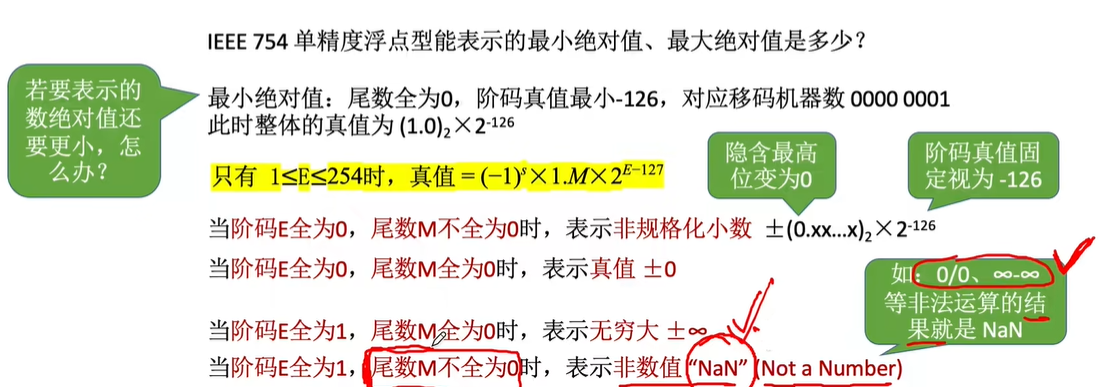 IEEE 754 单精度浮点型能表示的最小绝对值、最大绝对值是多少？
若要表示的
数绝对值还
要更小，怎
么办？
最小绝对值：尾数全为0，阶码真值最小-126，对应移码机器数 0000 0001
此时整体的真值为 (1.0)₂×2⁻¹²⁶
只有 1≤E≤254时，真值 = (−1)ˢ×1.M×2ᴱ⁻¹²⁷
隐含最高
位变为0
阶码真值固
定视为 -126
当阶码E全为0，尾数M不全为0时，表示非规格化小数 ±(0.xx...x)₂×2⁻¹²⁶
当阶码E全为0，尾数M全为0时，表示真值 ±0
如：0/0、∞-∞
等非法运算的结
果就是 NaN
当阶码E全为1，尾数M全为0时，表示无穷大 ±∞
当阶码E全为1，尾数M不全为0时，表示非数值 “NaN” (Not a Number)